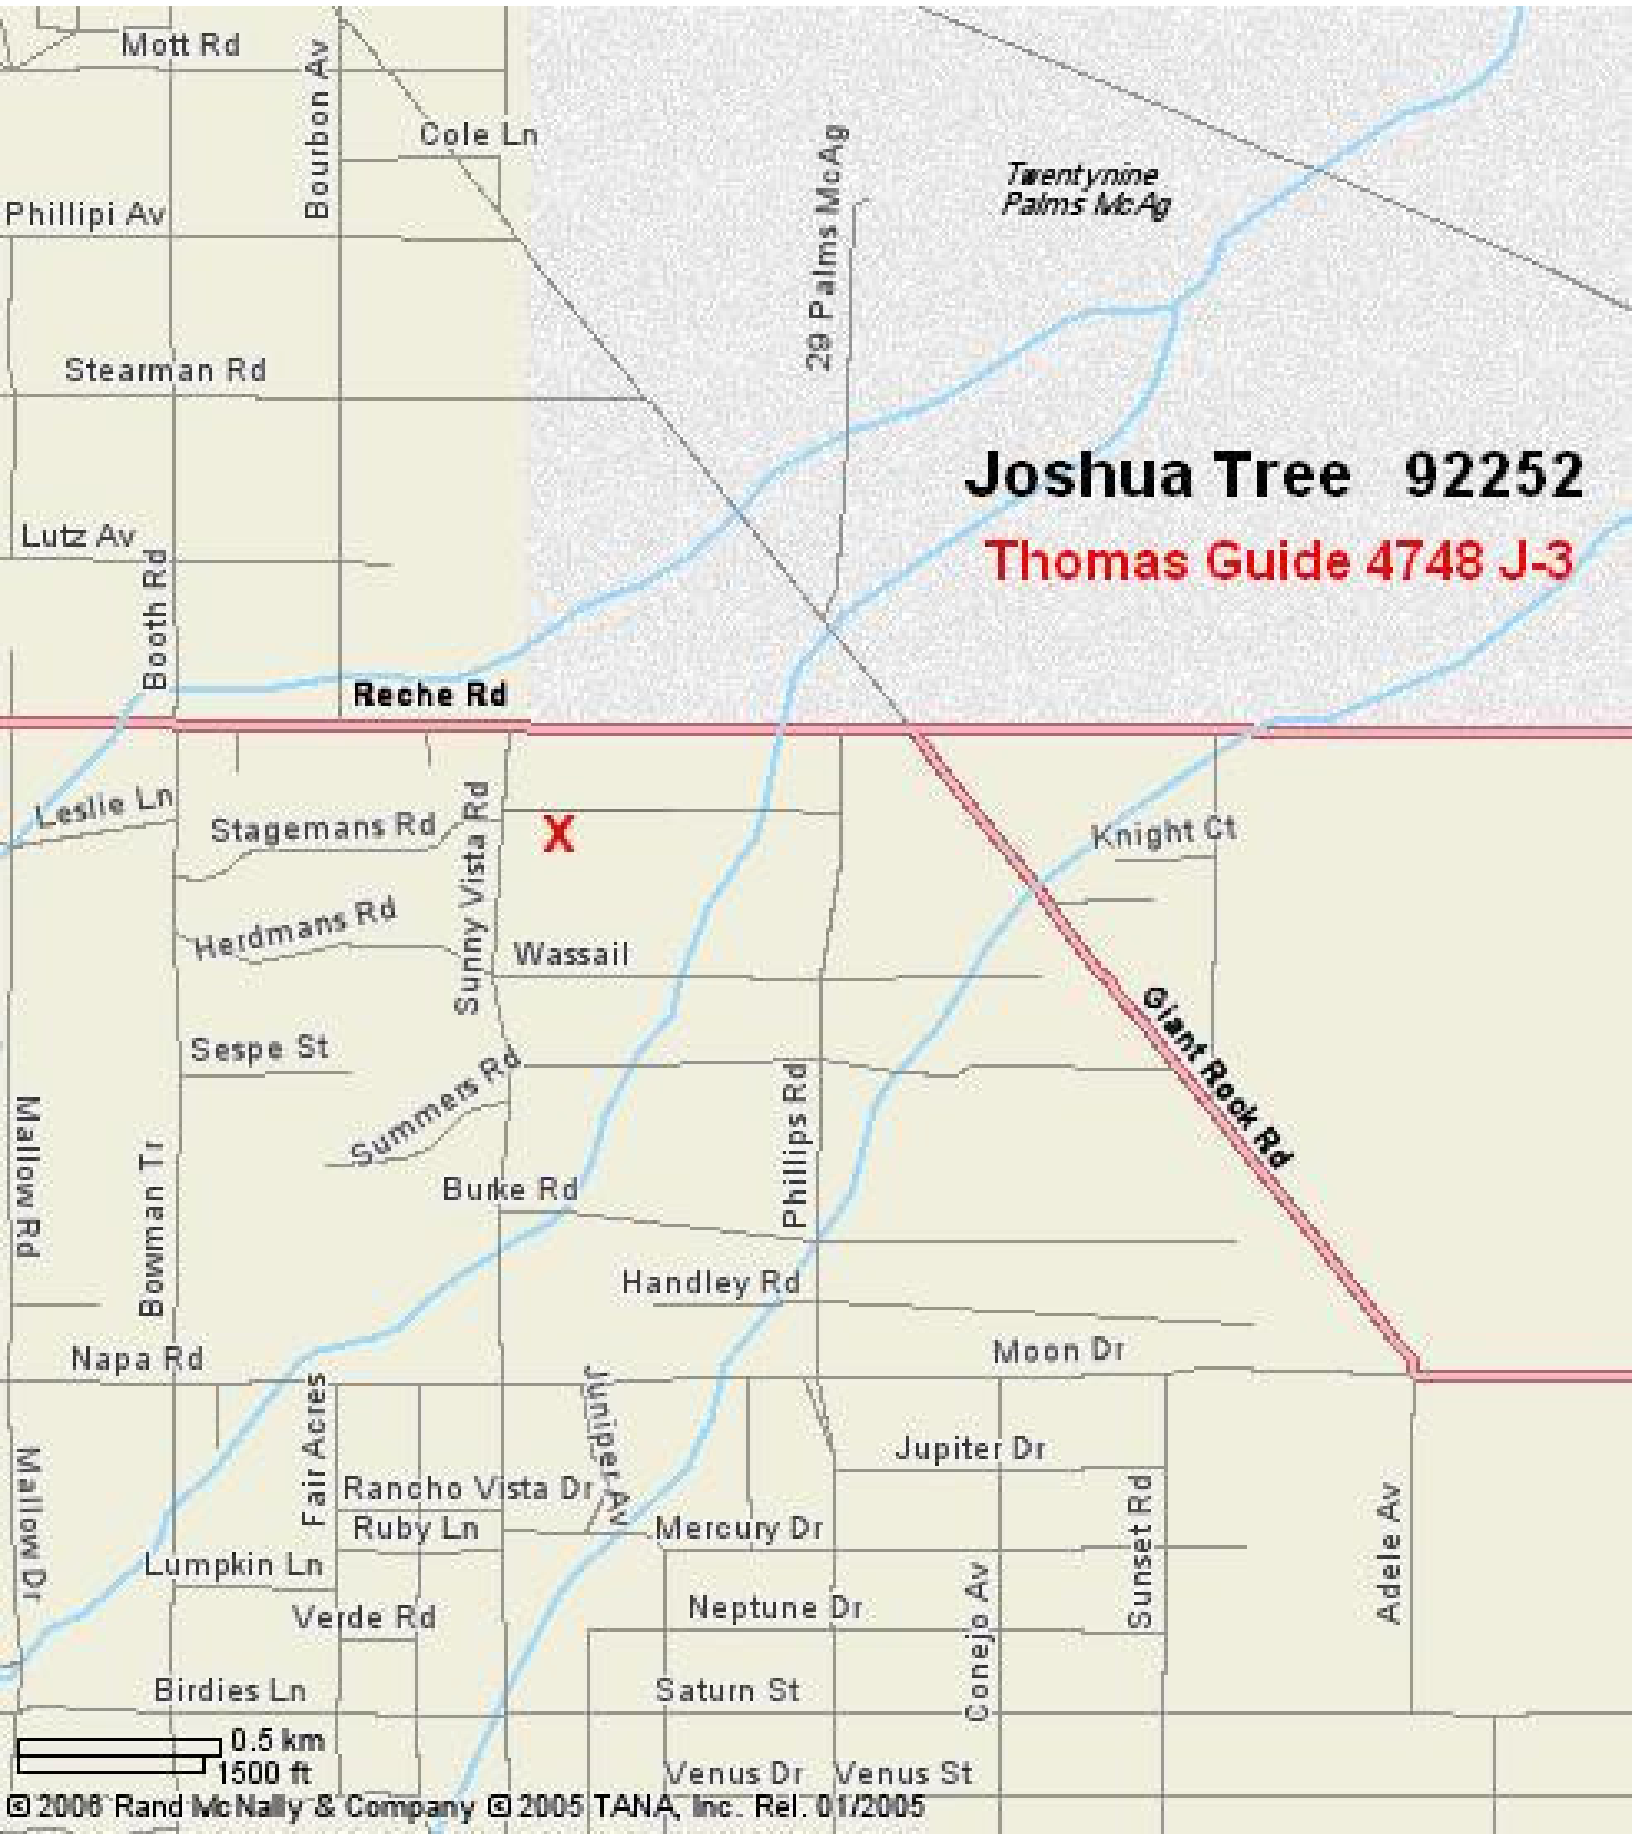 Mott Rd
Bourbon Av
Cole Ln
29 Palms McAg
Twentynine
Palms McAg
Phillipi Av
Stearman Rd
Joshua Tree 92252
Thomas Guide 4748 J-3
Lutz Av
Booth Rd
Reche Rd
Leslie Ln
Stagemans Rd
Sunny Vista Rd
X
Knight Ct
Herdmans Rd
Wassail
Giant Rock Rd
Sespe St
Summers Rd
Phillips Rd
Mallow Rd
Bowman Tr
Burke Rd
Handley Rd
Napa Rd
Moon Dr
Fair Acres
Juniper Av
Jupiter Dr
Mallow Dr
Rancho Vista Dr
Ruby Ln
Mercury Dr
Sunset Rd
Adele Av
Lumpkin Ln
Conejo Av
Verde Rd
Neptune Dr
Birdies Ln
Saturn St
0.5 km
1500 ft
Venus Dr
Venus St
© 2006 Rand McNally & Company © 2005 TANA, Inc. Rel. 01/2005